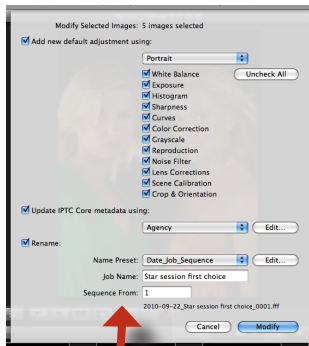 Modify Selected Images: 5 images selected
Add new default adjustment using:
Portrait
White Balance Uncheck All
Exposure
Histogram
Sharpness
Curves
Color Correction
Grayscale
Reproduction
Noise Filter
Lens Corrections
Scene Calibration
Crop & Orientation
Update IPTC Core metadata using:
Agency Edit...
Rename:
Name Preset: Date_Job_Sequence Edit...
Job Name: Star session first choice
Sequence From: 1
2010-09-22_Star session first choice_0001.fff
Cancel Modify